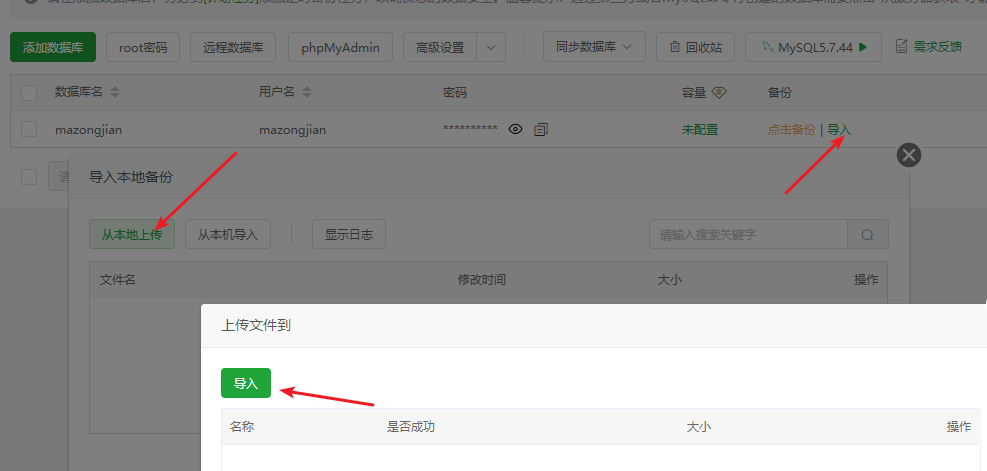 添加数据库 root密码 远程数据库 phpMyAdmin 高级设置 同步数据库 回收站 MySQL5.7.44 需求反馈
数据库名 用户名 密码 容量 备份
mazongjian mazongjian ********** 未配置 点击备份 | 导入
导入本地备份
从本地上传 从本机导入 显示日志 请输入搜索关键字
文件名 修改时间 大小 操作
上传文件到
导入
名称 是否成功 大小 操作